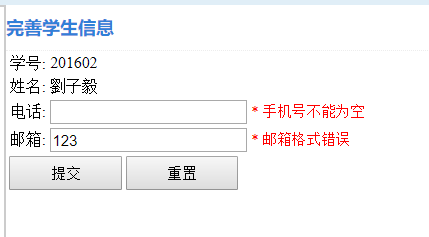 完善学生信息
学号: 201602
姓名: 劉子毅
电话: * 手机号不能为空
邮箱: 123 * 邮箱格式错误
提交 重置